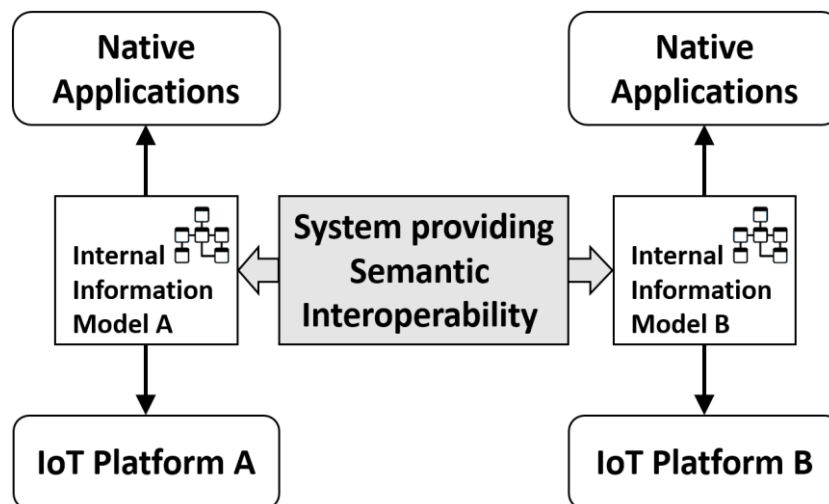 Native
Applications
Native
Applications
Internal
Information
Model A
System providing
Semantic
Interoperability
Internal
Information
Model B
IoT Platform A
IoT Platform B